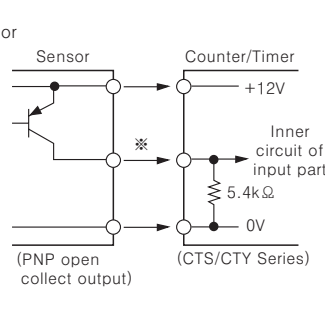 or
Sensor
Counter/Timer
+12V
※
Inner
circuit of
input part
5.4kΩ
0V
(PNP open
collect output)
(CTS/CTY Series)